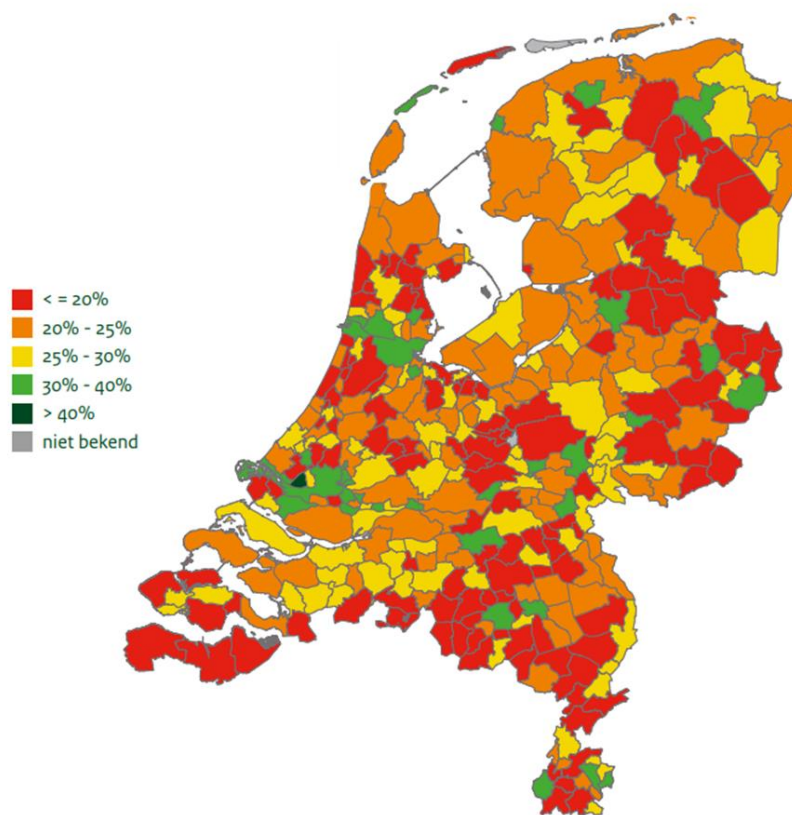 < = 20%
20% - 25%
25% - 30%
30% - 40%
> 40%
niet bekend